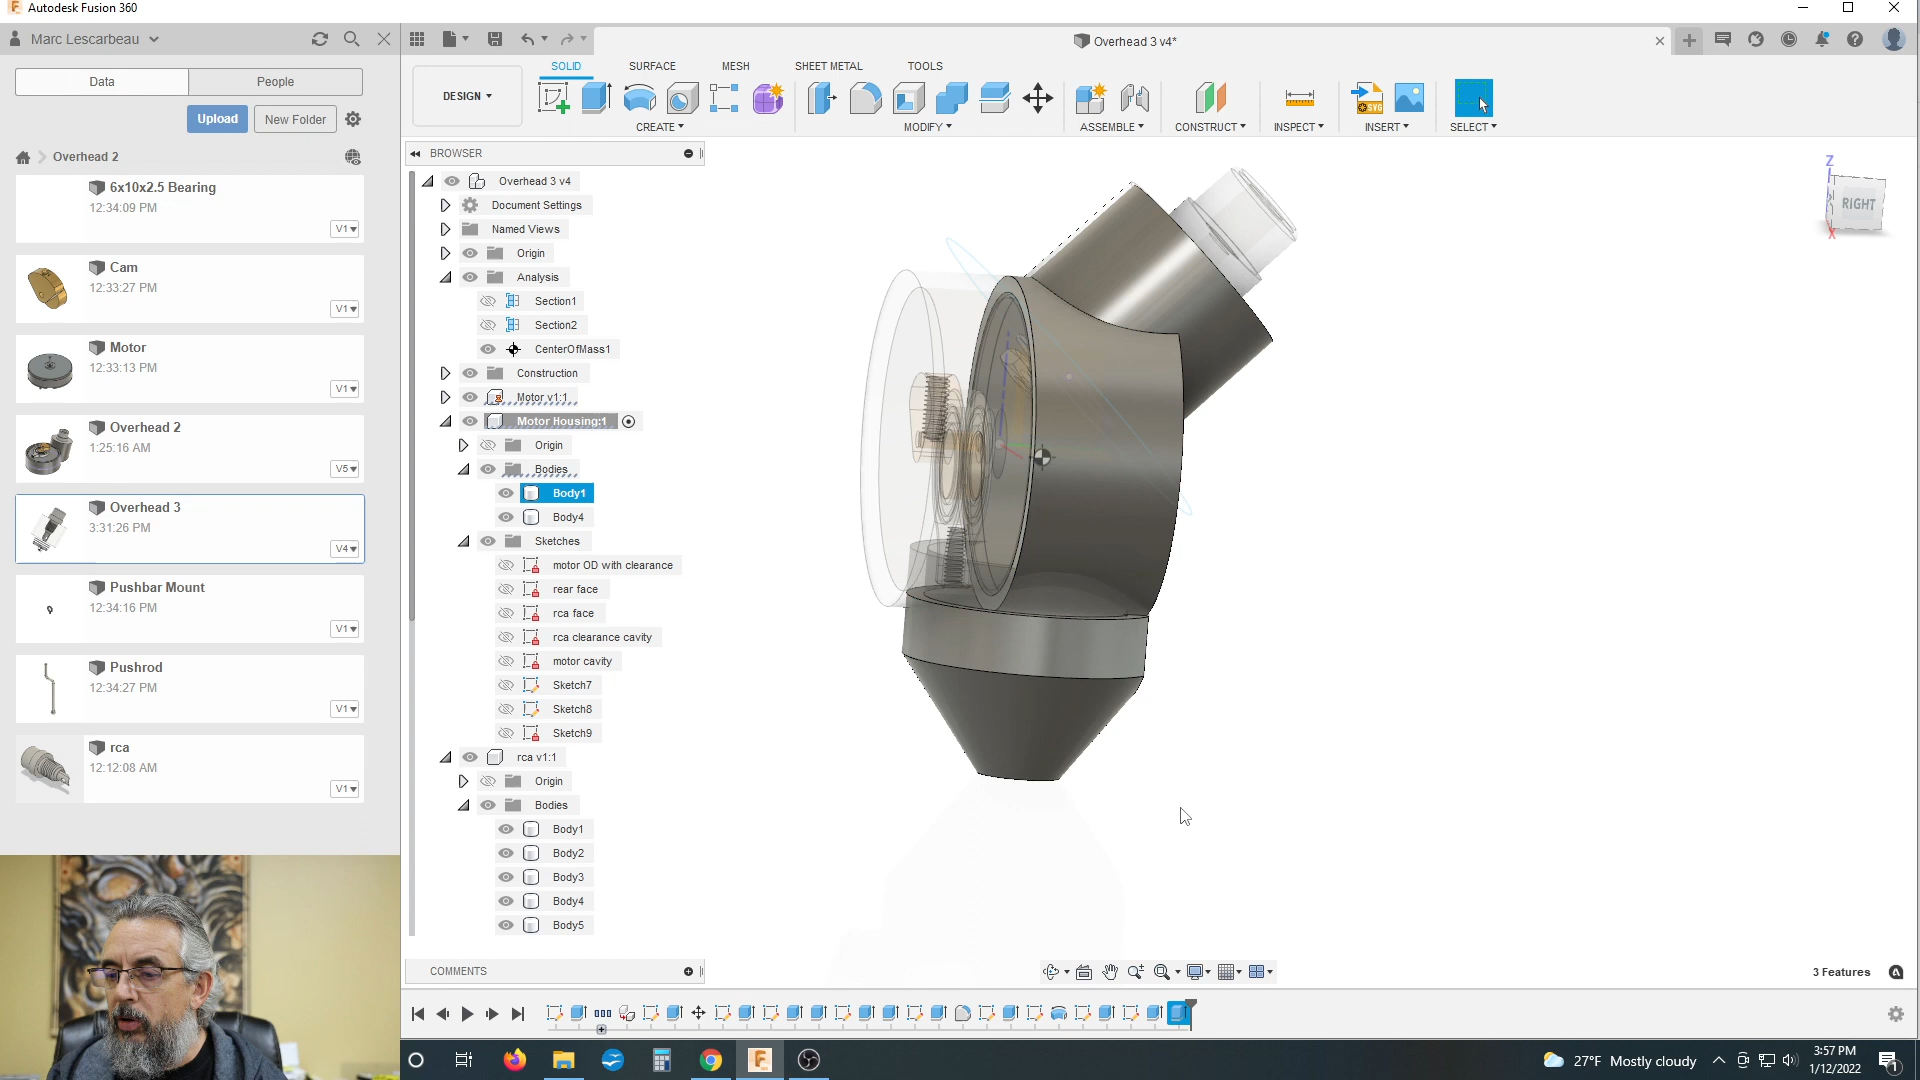 Autodesk Fusion 360
Marc Lescarbeau
Overhead 3 v4*
Data
People
Upload
New Folder
Overhead 2
6x10x2.5 Bearing
12:34:09 PM
V1
Cam
12:33:27 PM
V1
Motor
12:33:13 PM
V1
Overhead 2
1:25:16 AM
V5
Overhead 3
3:31:26 PM
V4
Pushbar Mount
12:34:16 PM
V1
Pushrod
12:34:27 PM
V1
rca
12:12:08 AM
V1
SOLID SURFACE MESH SHEET METAL TOOLS
DESIGN
CREATE MODIFY ASSEMBLE CONSTRUCT INSPECT INSERT SELECT
SVG
BROWSER
Overhead 3 v4
Document Settings
Named Views
Origin
Analysis
Section1
Section2
CenterOfMass1
Construction
Motor v1:1
Motor Housing:1
Origin
Bodies
Body1
Body4
Sketches
motor OD with clearance
rear face
rca face
rca clearance cavity
motor cavity
Sketch7
Sketch8
Sketch9
rca v1:1
Origin
Bodies
Body1
Body2
Body3
Body4
Body5
COMMENTS
Z
RIGHT
X
3 Features
27°F Mostly cloudy
3:57 PM
1/12/2022
1